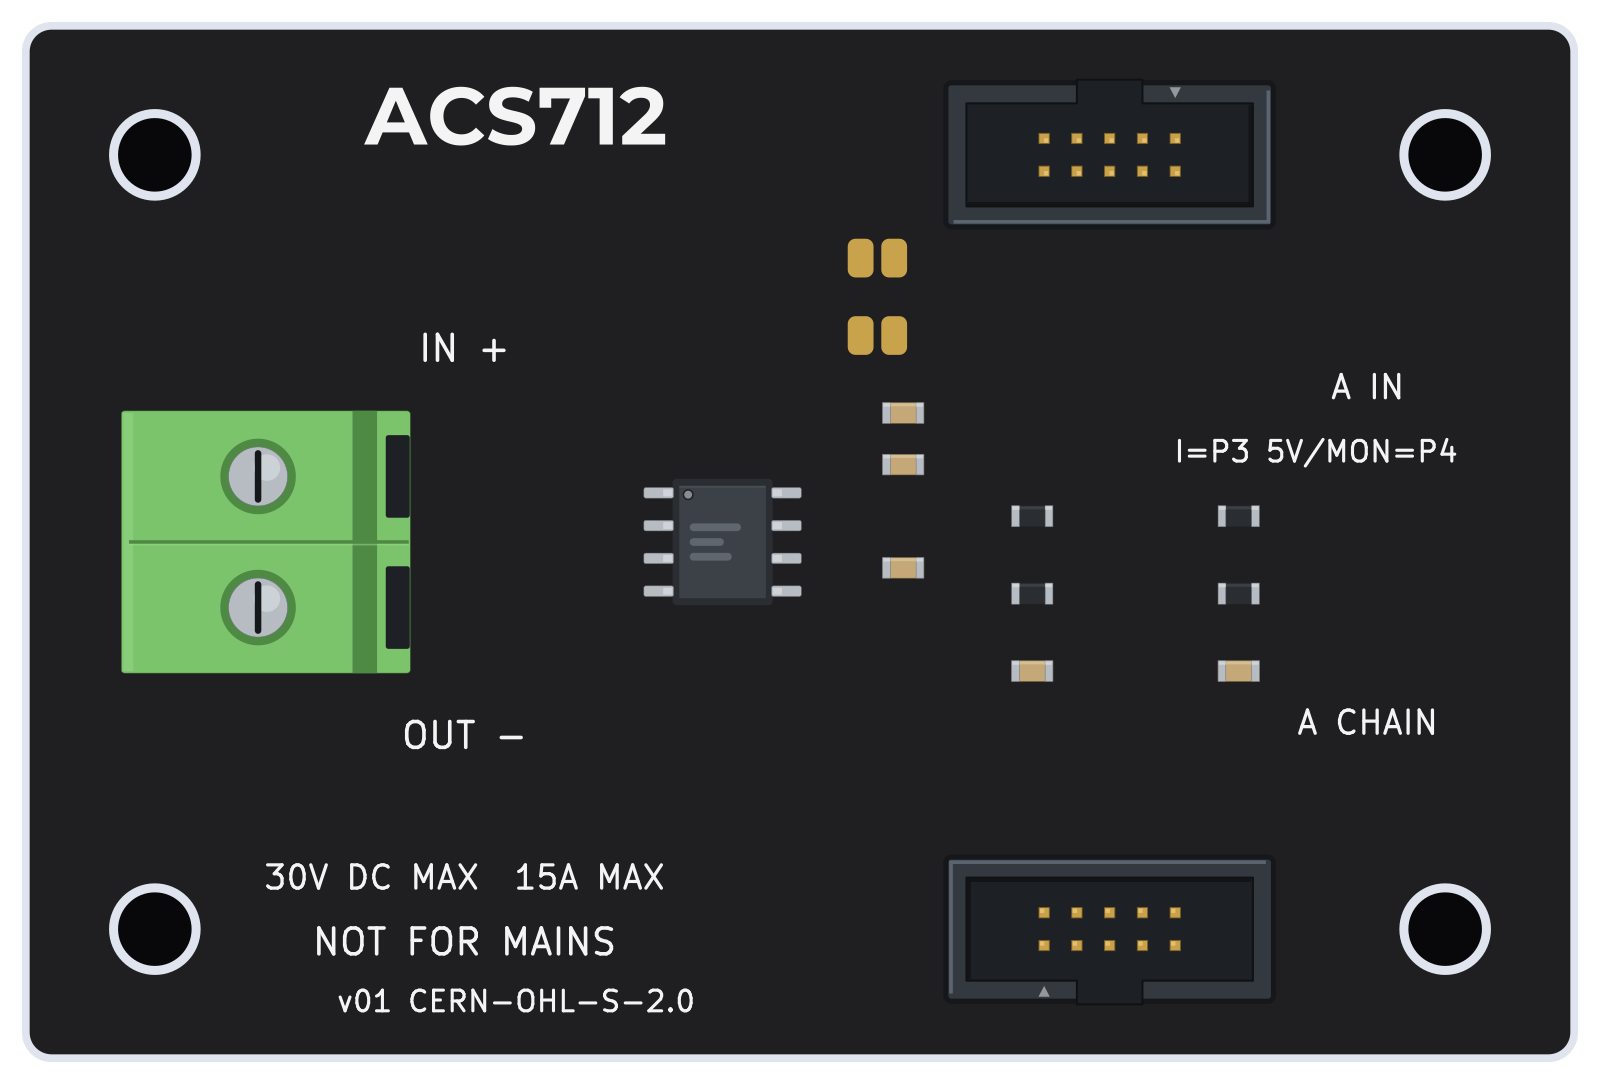 ACS712
IN +
A IN
I=P3 5V/MON=P4
OUT -
A CHAIN
30V DC MAX  15A MAX
NOT FOR MAINS
v01 CERN-OHL-S-2.0